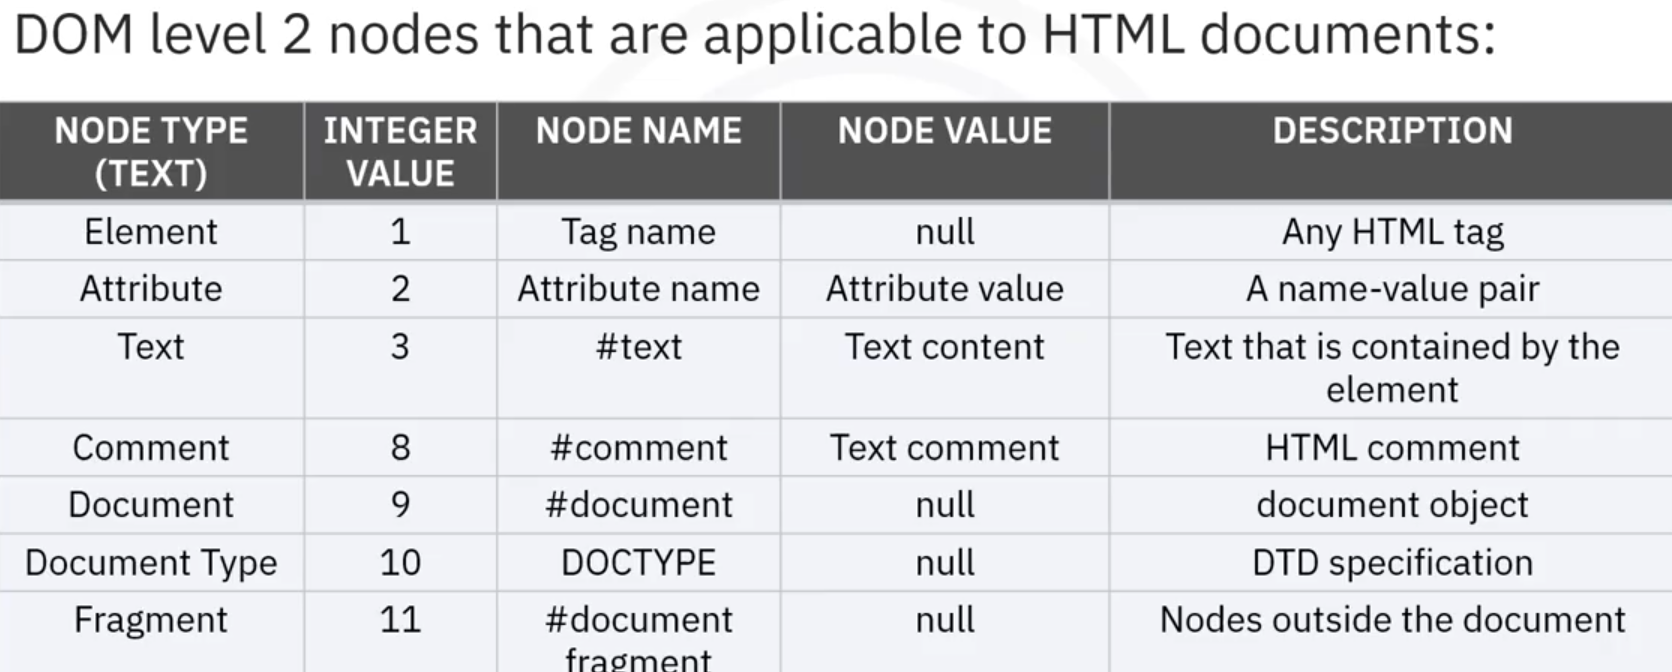 DOM level 2 nodes that are applicable to HTML documents:
NODE TYPE (TEXT) INTEGER VALUE NODE NAME NODE VALUE DESCRIPTION
Element 1 Tag name null Any HTML tag
Attribute 2 Attribute name Attribute value A name-value pair
Text 3 #text Text content Text that is contained by the element
Comment 8 #comment Text comment HTML comment
Document 9 #document null document object
Document Type 10 DOCTYPE null DTD specification
Fragment 11 #document fragment null Nodes outside the document